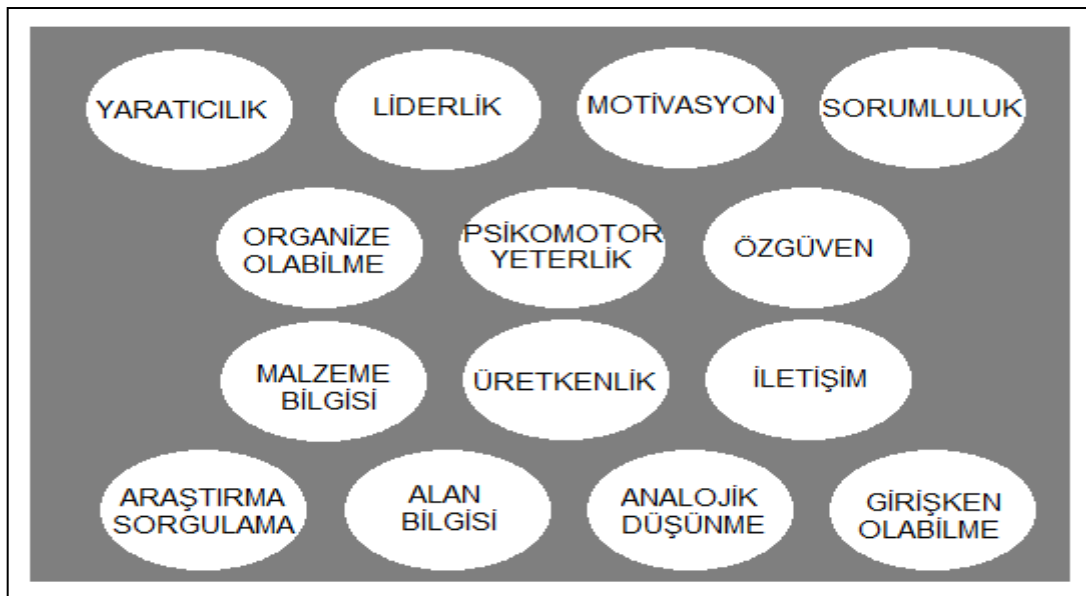 YARATICILIK
LİDERLİK
MOTİVASYON
SORUMLULUK
ORGANİZE
OLABİLME
PSİKOMOTOR
YETERLİK
ÖZGÜVEN
MALZEME
BİLGİSİ
ÜRETKENLİK
İLETİŞİM
ARAŞTIRMA
SORGULAMA
ALAN
BİLGİSİ
ANALOJİK
DÜŞÜNME
GİRİŞKEN
OLABİLME